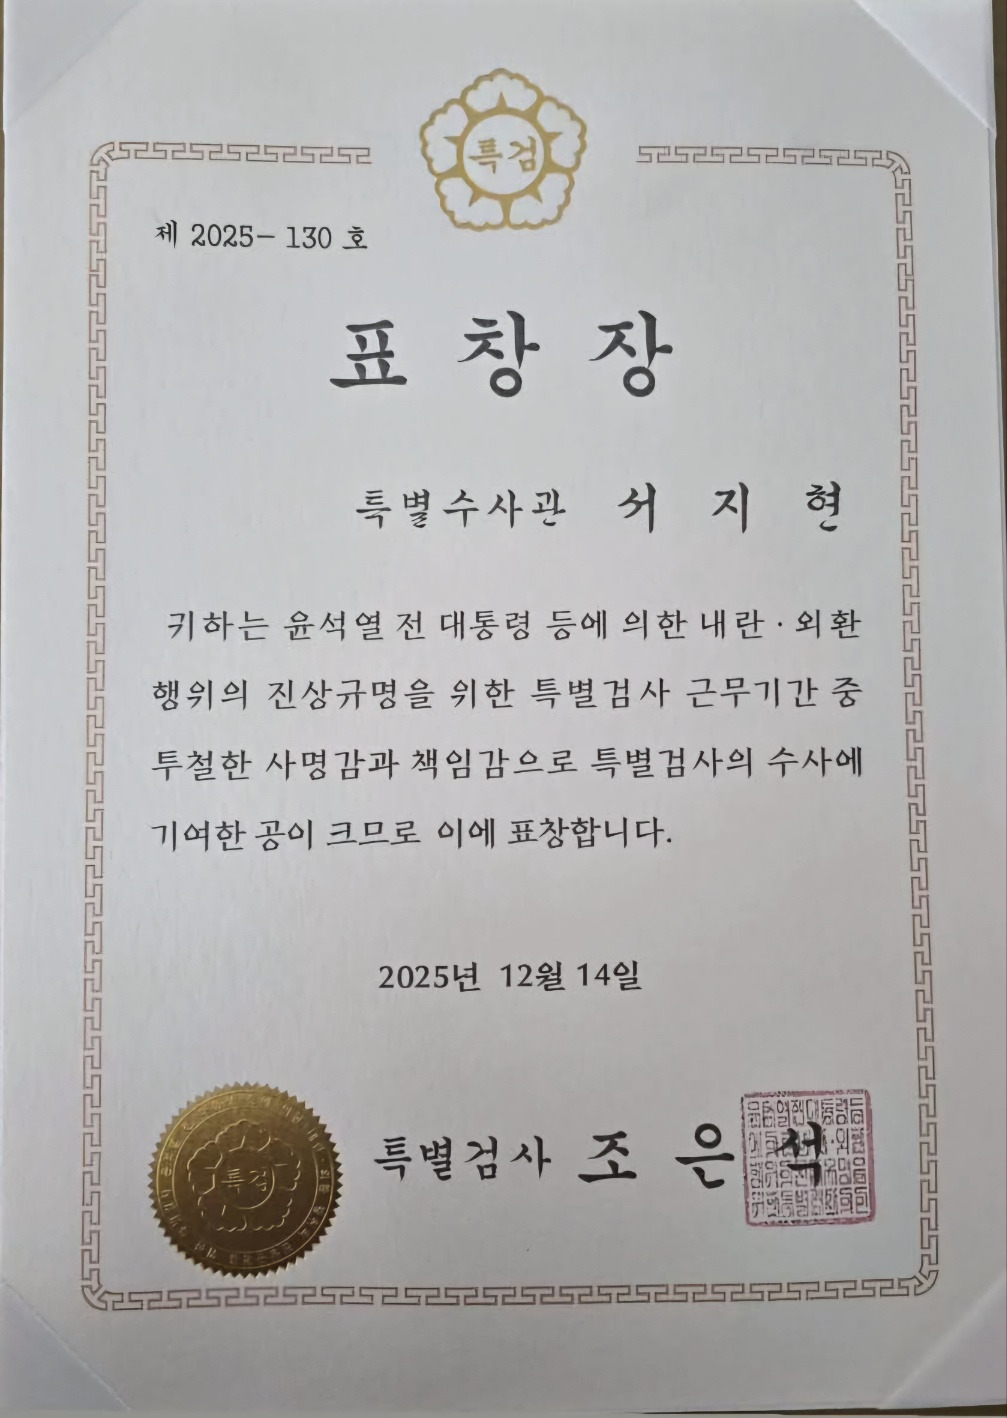 특검
제 2025- 130 호
표 창 장
특별수사관 서 지 현
귀하는 윤석열 전 대통령 등에 의한 내란·외환
행위의 진상규명을 위한 특별검사 근무기간 중
투철한 사명감과 책임감으로 특별검사의 수사에
기여한 공이 크므로 이에 표창합니다.
2025년 12월 14일
특별검사 조 은 석
특검